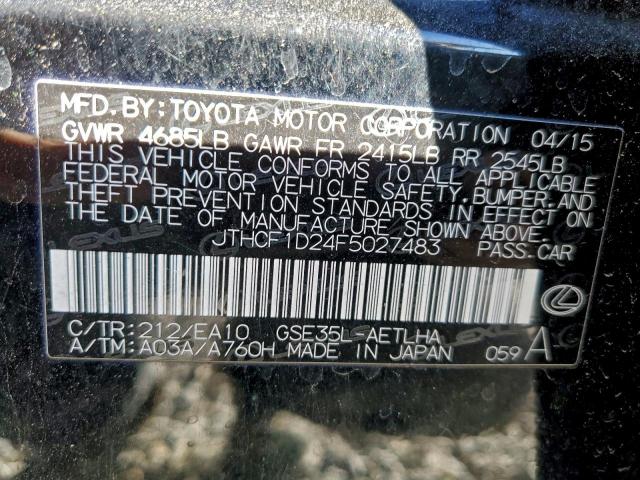 MFD. BY: TOYOTA MOTOR CORPORATION 04/15
GVWR 4685LB GAWR FR 2415LB RR 2545LB
THIS VEHICLE CONFORMS TO ALL APPLICABLE
FEDERAL MOTOR VEHICLE SAFETY, BUMPER, AND
THEFT PREVENTION STANDARDS IN EFFECT ON
THE DATE OF MANUFACTURE SHOWN ABOVE.
JTHCF1D24F5027483 PASS.CAR
C/TR: 212/EA10 GSE35L-AETLHA
A/TM: A03A/A760H MADE IN JAPAN 059 A